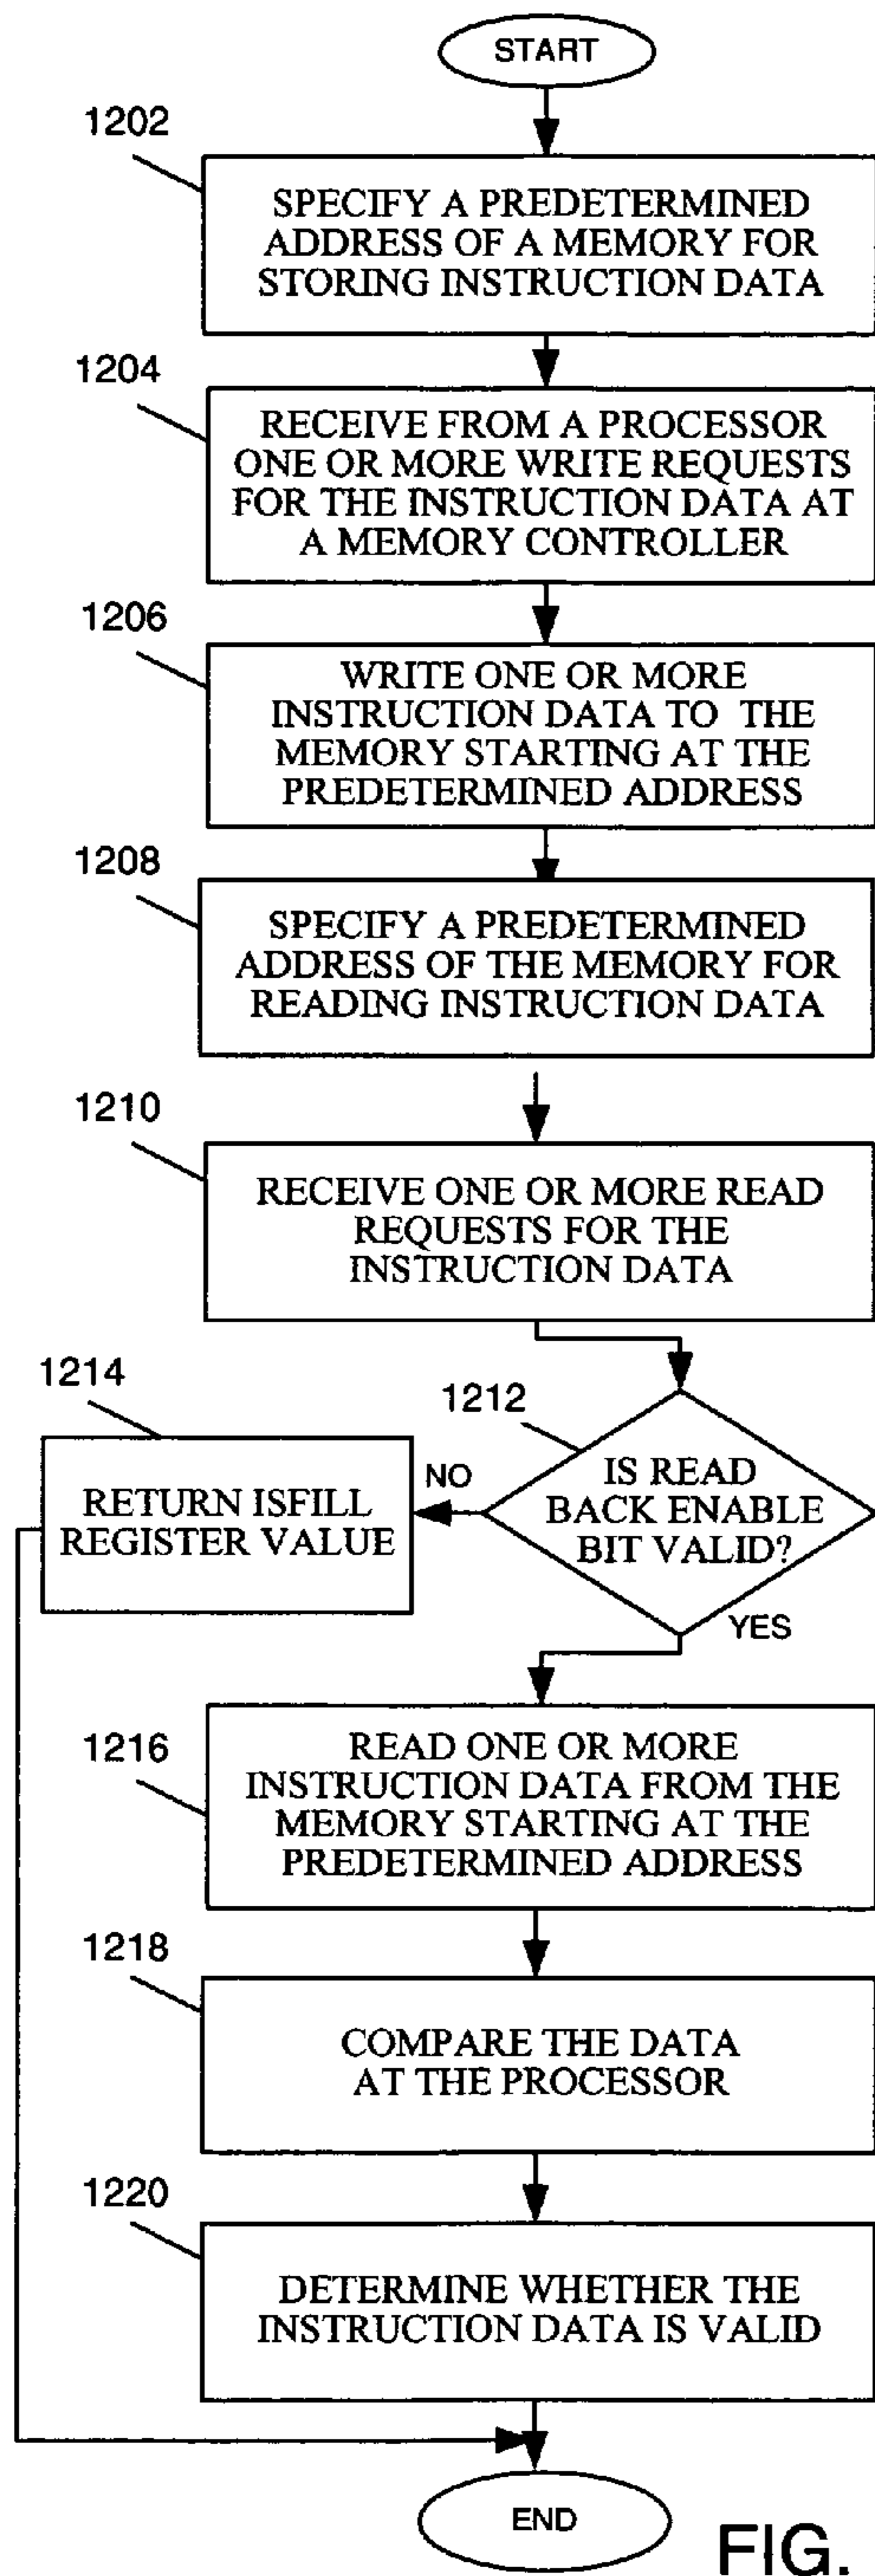 START
1202
SPECIFY A PREDETERMINED
ADDRESS OF A MEMORY FOR
STORING INSTRUCTION DATA
1204
RECEIVE FROM A PROCESSOR
ONE OR MORE WRITE REQUESTS
FOR THE INSTRUCTION DATA AT
A MEMORY CONTROLLER
1206
WRITE ONE OR MORE
INSTRUCTION DATA TO THE
MEMORY STARTING AT THE
PREDETERMINED ADDRESS
1208
SPECIFY A PREDETERMINED
ADDRESS OF THE MEMORY FOR
READING INSTRUCTION DATA
1210
RECEIVE ONE OR MORE READ
REQUESTS FOR THE
INSTRUCTION DATA
1212
IS READ
BACK ENABLE
BIT VALID?
NO
1214
RETURN ISFILL
REGISTER VALUE
YES
1216
READ ONE OR MORE
INSTRUCTION DATA FROM THE
MEMORY STARTING AT THE
PREDETERMINED ADDRESS
1218
COMPARE THE DATA
AT THE PROCESSOR
1220
DETERMINE WHETHER THE
INSTRUCTION DATA IS VALID
END
FIG.